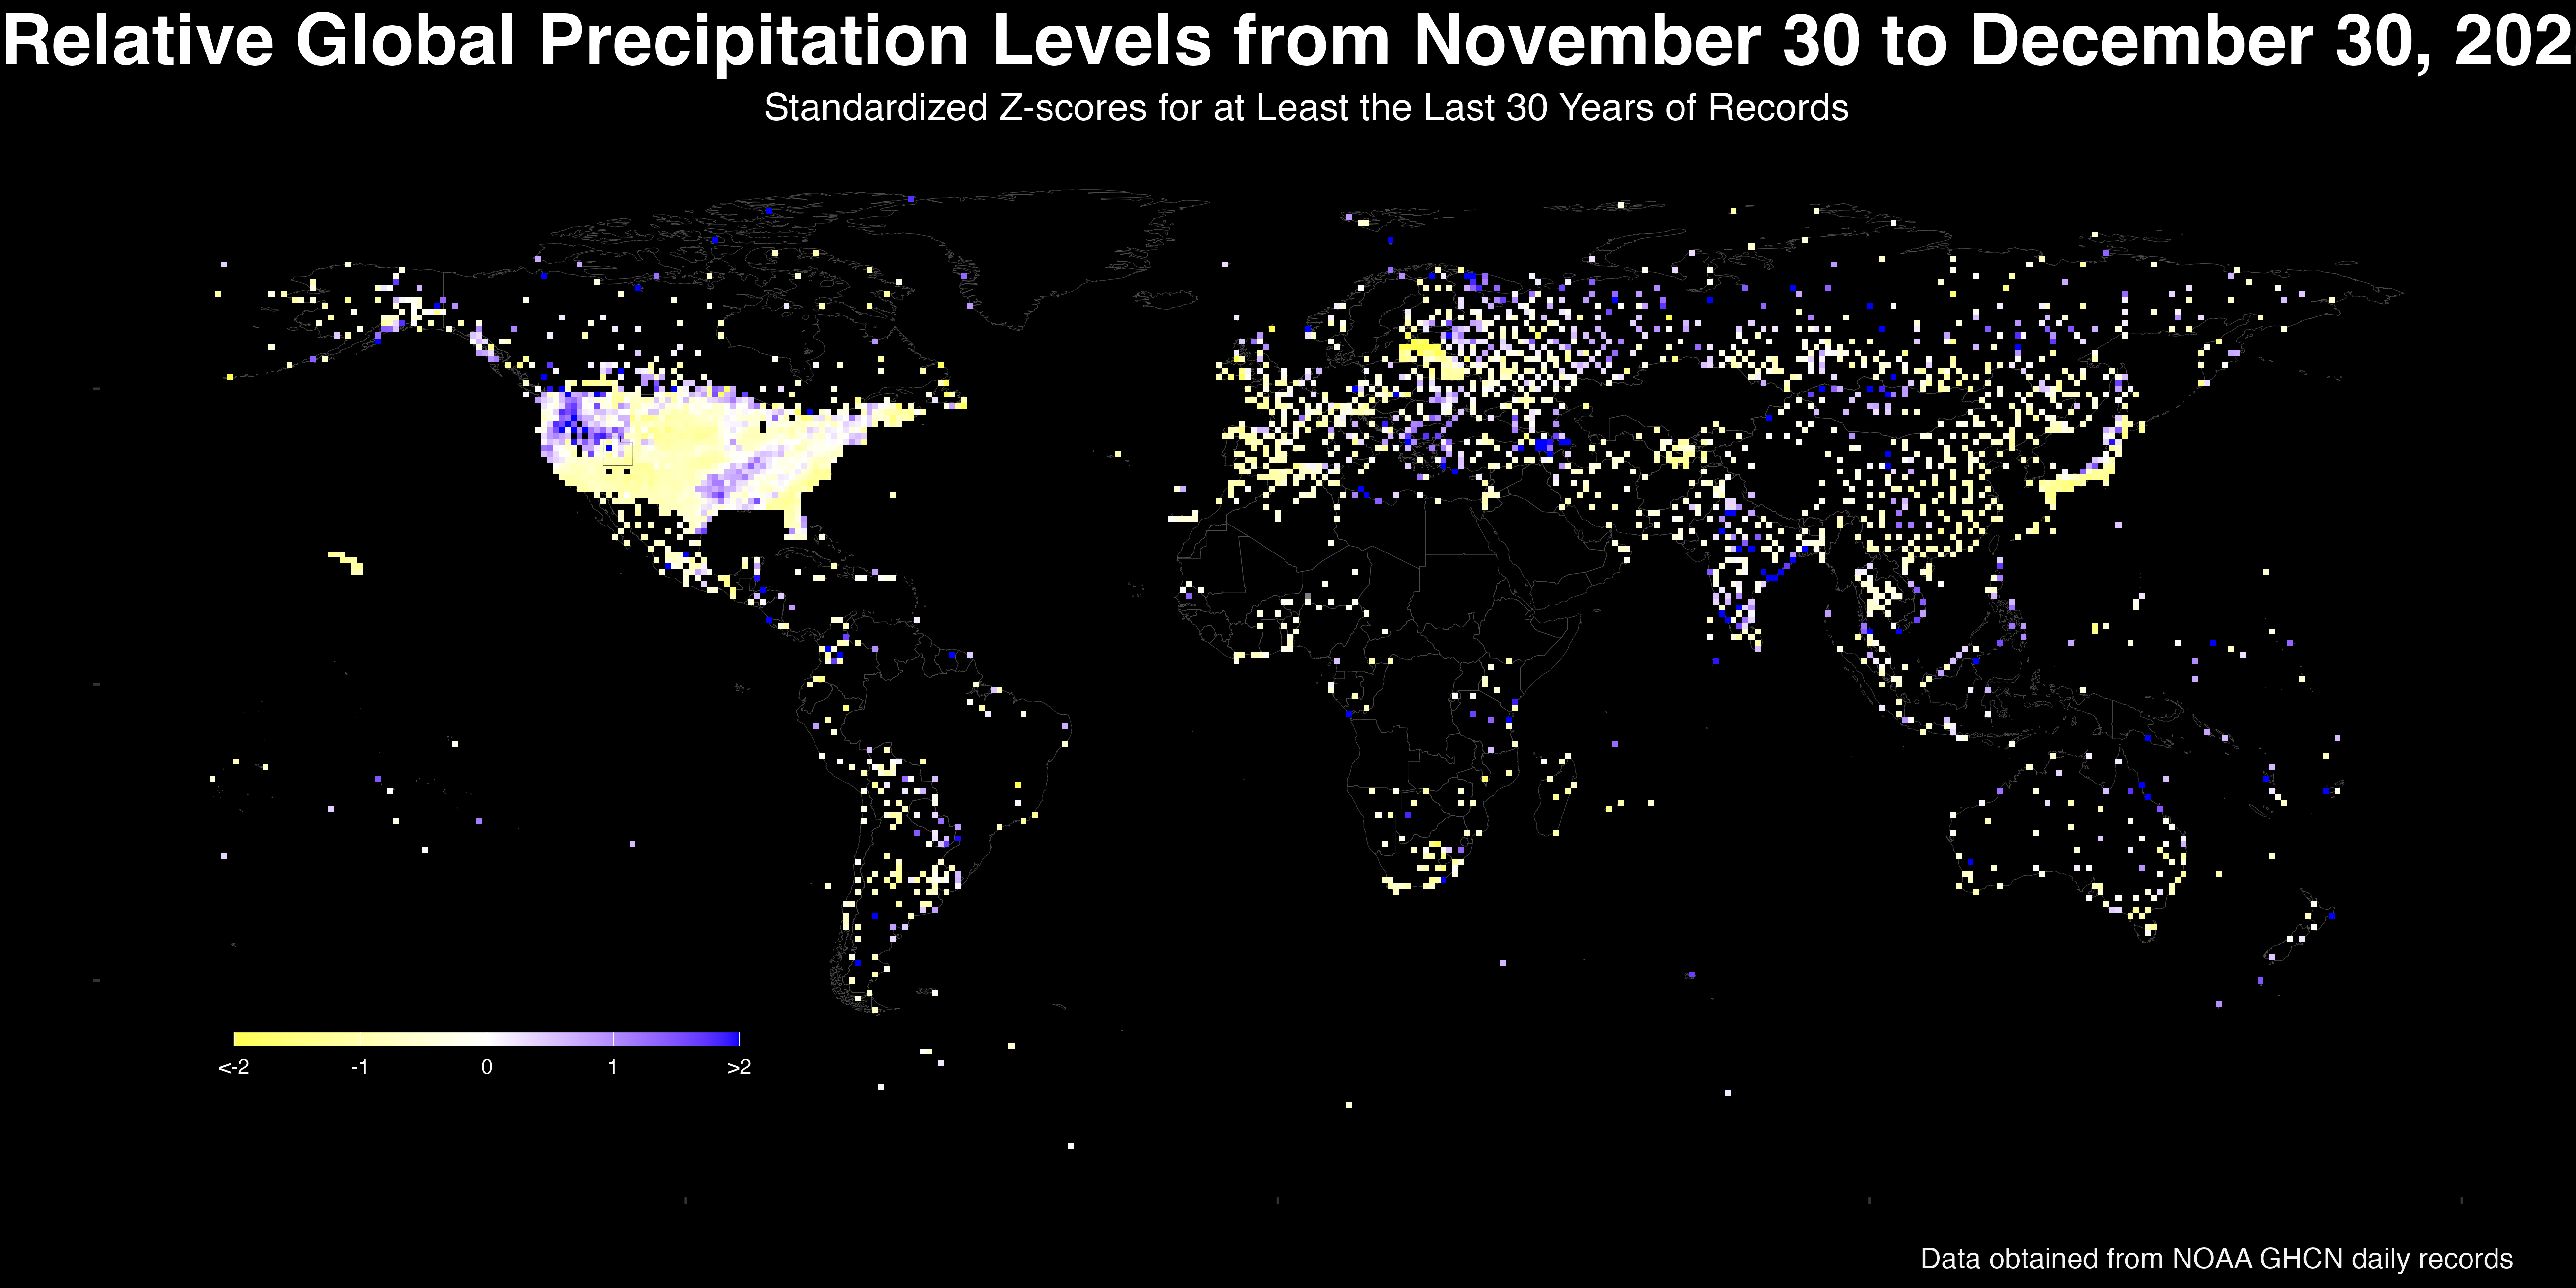 Relative Global Precipitation Levels from November 30 to December 30, 202
Standardized Z-scores for at Least the Last 30 Years of Records
<-2 -1 0 1 >2
Data obtained from NOAA GHCN daily records